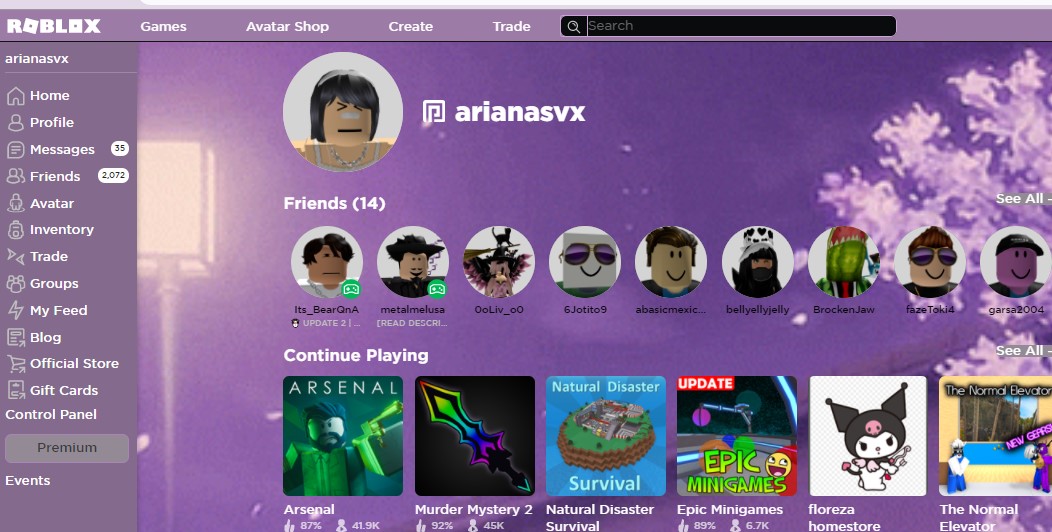 ROBLOX Games Avatar Shop Create Trade Search
arianasvx
Home
Profile
Messages 35
Friends 2,072
Avatar
Inventory
Trade
Groups
My Feed
Blog
Official Store
Gift Cards
Control Panel
Premium
Events
arianasvx
Friends (14) See All
Its_BearQnA metalmelusa 0oLiv_o0 6Jotito9 abasicmexic... bellyellyjelly BrockenJaw fazeToki4 garsa2004
UPDATE 2 | ... [READ DESCRI...
Continue Playing See All
ARSENAL
Natural Disaster
Survival
UPDATE
EPIC
MINIGAMES
The Normal Elevator
Arsenal Murder Mystery 2 Natural Disaster Survival Epic Minigames floreza homestore The Normal Elevator
87% 41.9K 92% 45K 89% 6.7K